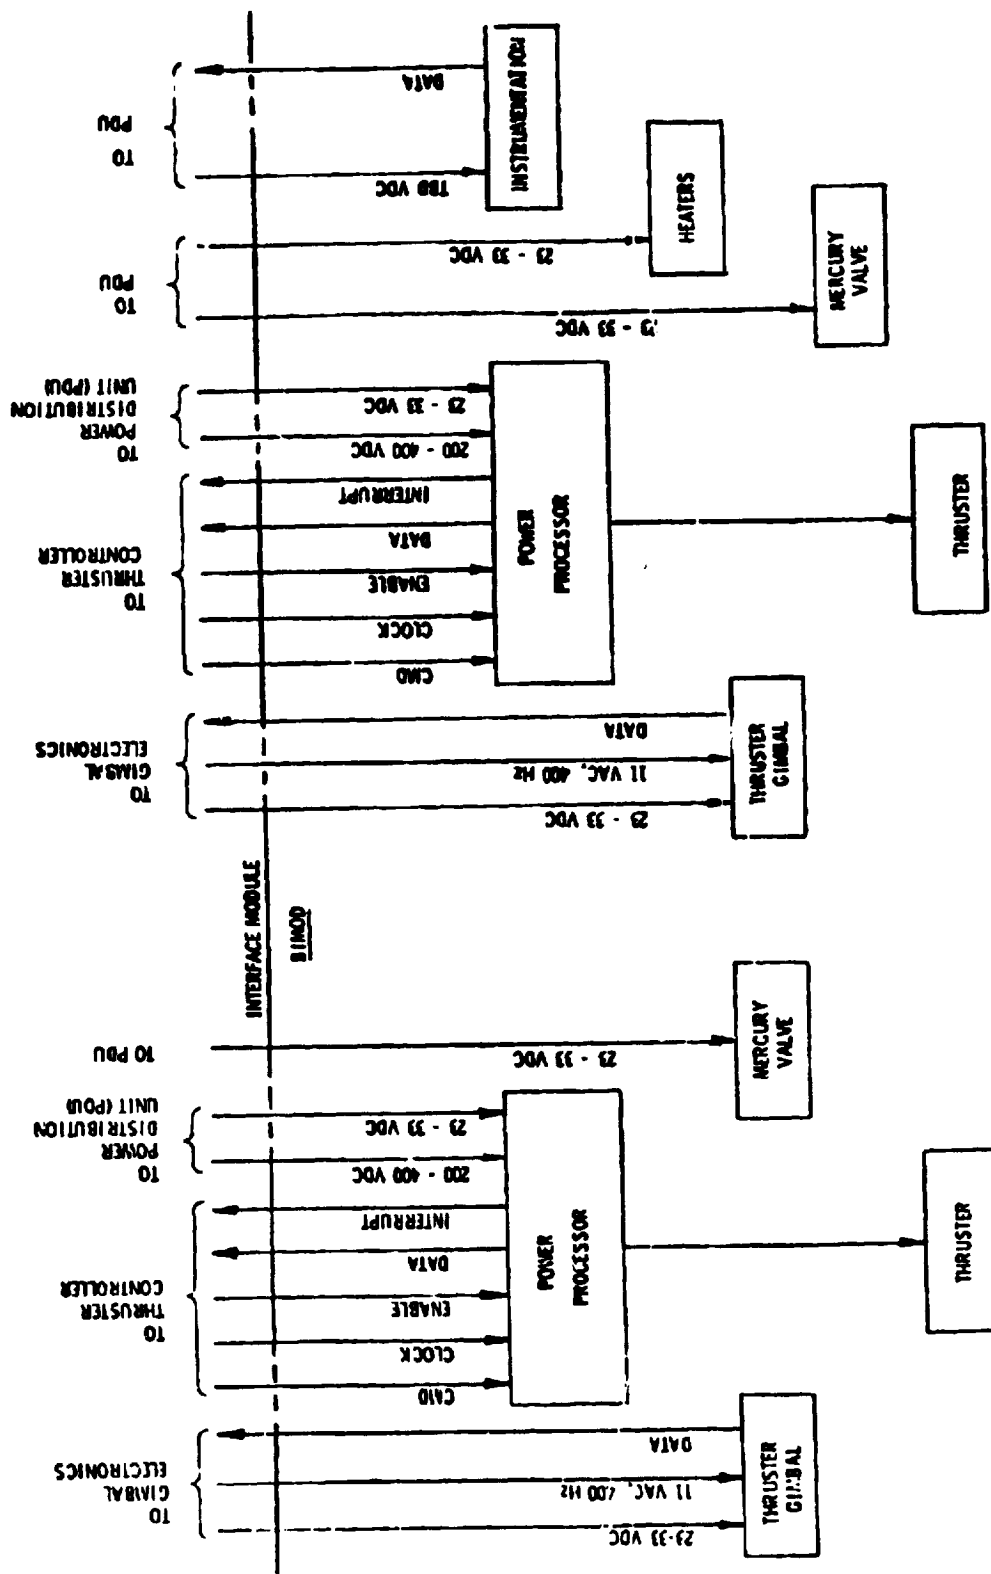 TO
GIMBAL
ELECTRONICS
TO
THRUSTER
CONTROLLER
TO
POWER
DISTRIBUTION
UNIT (PDU)
TO PDU
TO
GIMBAL
ELECTRONICS
TO
THRUSTER
CONTROLLER
TO
POWER
DISTRIBUTION
UNIT (PDU)
TO
PDU
TO
PDU
INTERFACE MODULE
BIMOD
23-33 VDC
11 VAC, 400 Hz
DATA
CMD
CLOCK
ENABLE
DATA
INTERRUPT
200 - 400 VDC
23 - 33 VDC
23 - 33 VDC
23 - 33 VDC
11 VAC, 400 Hz
DATA
CMD
CLOCK
ENABLE
DATA
INTERRUPT
200 - 400 VDC
23 - 33 VDC
23 - 33 VDC
23 - 33 VDC
TBD VDC
DATA
POWER
PROCESSOR
POWER
PROCESSOR
INSTRUMENTATION
HEATERS
THRUSTER
GIMBAL
MERCURY
VALVE
THRUSTER
GIMBAL
MERCURY
VALVE
THRUSTER
THRUSTER